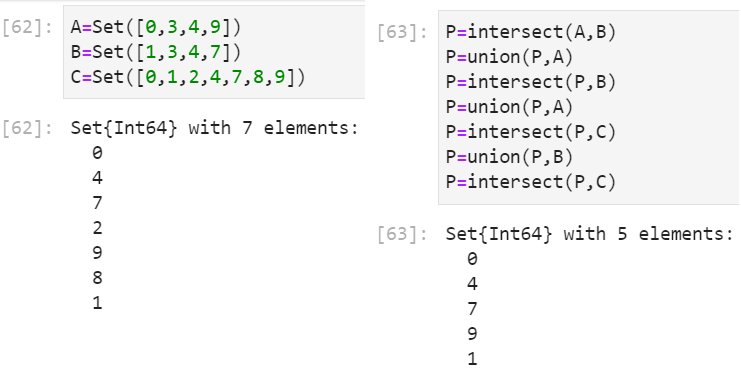 [62]: A=Set([0,3,4,9])
B=Set([1,3,4,7])
C=Set([0,1,2,4,7,8,9])
[62]: Set{Int64} with 7 elements:
0
4
7
2
9
8
1
[63]: P=intersect(A,B)
P=union(P,A)
P=intersect(P,B)
P=union(P,A)
P=intersect(P,C)
P=union(P,B)
P=intersect(P,C)
[63]: Set{Int64} with 5 elements:
0
4
7
9
1